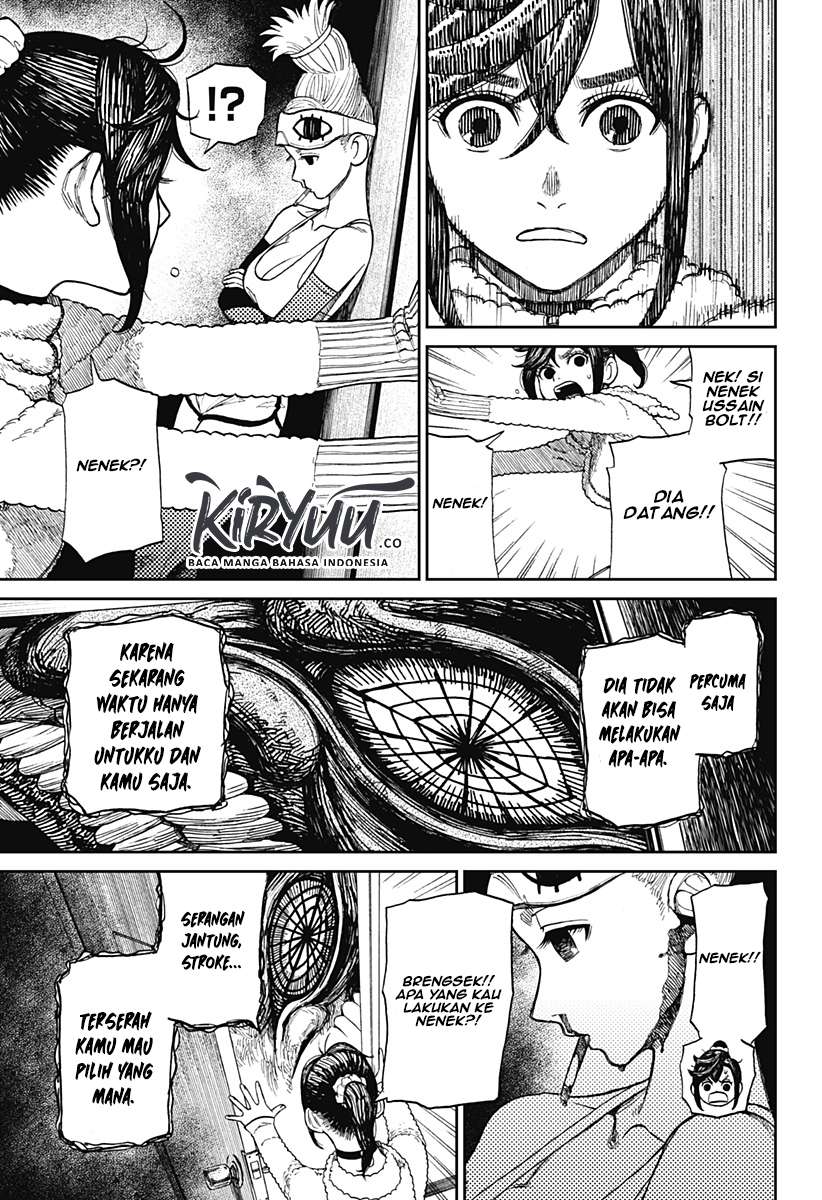 NEK! SI
NENEK
USSAIN
BOLT!!
DIA
DATANG!!
NENEK!
!?
NENEK?!
KIRYUU.CO
BACA MANGA BAHASA INDONESIA
PERCUMA
SAJA
DIA TIDAK
AKAN BISA
MELAKUKAN
APA-APA.
KARENA
SEKARANG
WAKTU HANYA
BERJALAN
UNTUKKU DAN
KAMU SAJA.
NENEK!!
BRENGSEK!!
APA YANG KAU
LAKUKAN KE
NENEK?!
SERANGAN
JANTUNG,
STROKE...
TERSERAH
KAMU MAU
PILIH YANG
MANA.